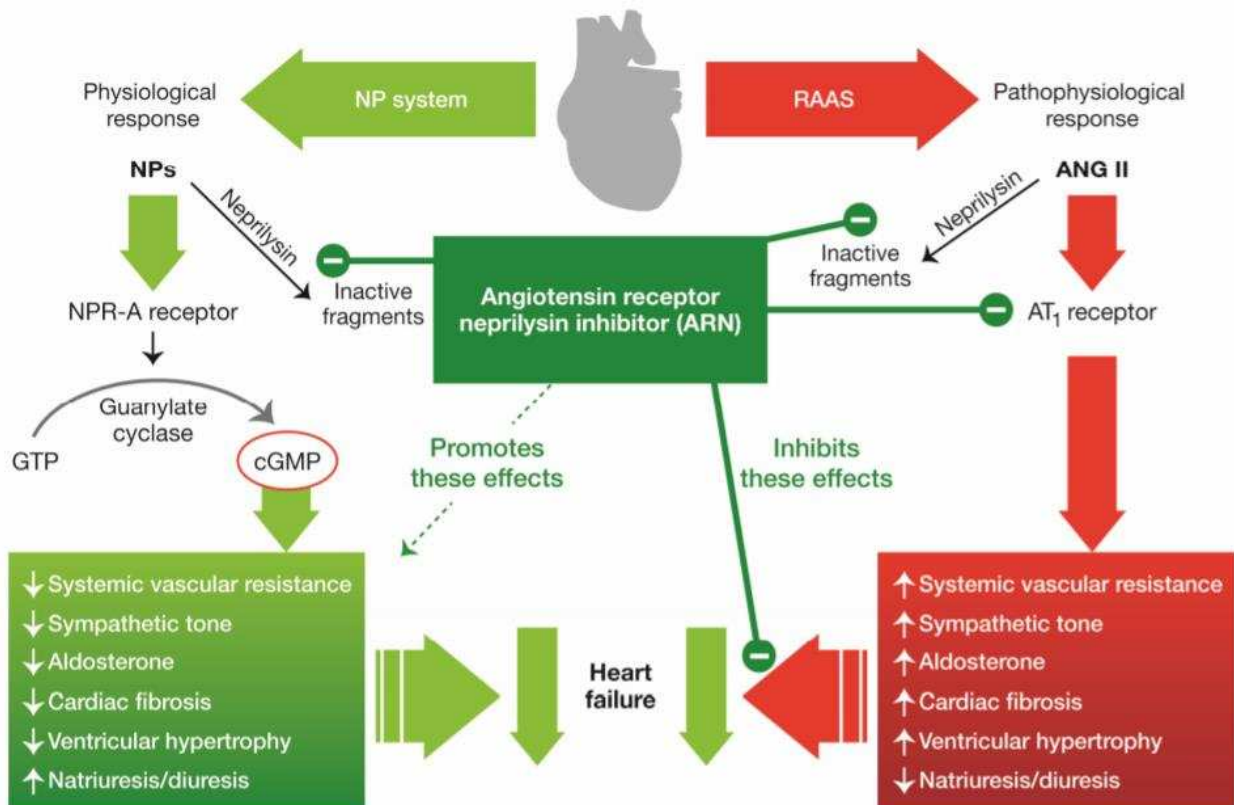 NP system
RAAS
Physiological
response
Pathophysiological
response
NPs
ANG II
Neprilysin
Neprilysin
Inactive
fragments
Inactive
fragments
Angiotensin receptor
neprilysin inhibitor (ARN)
NPR-A receptor
AT₁ receptor
Guanylate
cyclase
GTP
cGMP
Promotes
these effects
Inhibits
these effects
↓ Systemic vascular resistance
↓ Sympathetic tone
↓ Aldosterone
↓ Cardiac fibrosis
↓ Ventricular hypertrophy
↑ Natriuresis/diuresis
Heart
failure
↑ Systemic vascular resistance
↑ Sympathetic tone
↑ Aldosterone
↑ Cardiac fibrosis
↑ Ventricular hypertrophy
↓ Natriuresis/diuresis